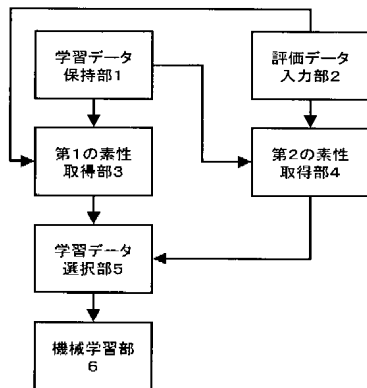 学習データ
保持部1
評価データ
入力部2
第1の素性
取得部3
第2の素性
取得部4
学習データ
選択部5
機械学習部
6